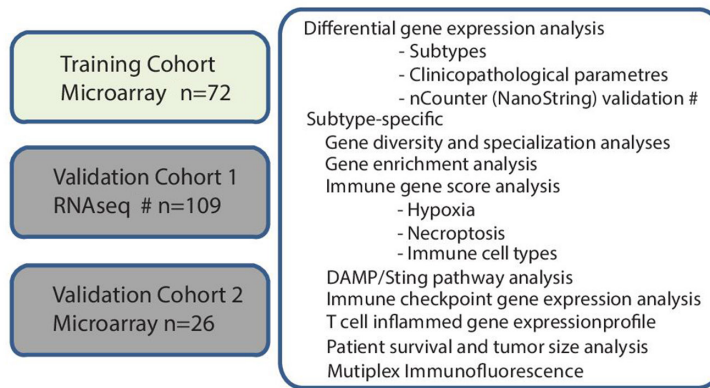 Training Cohort
Microarray n=72
Validation Cohort 1
RNAseq # n=109
Validation Cohort 2
Microarray n=26
Differential gene expression analysis
- Subtypes
- Clinicopathological parametres
- nCounter (NanoString) validation #
Subtype-specific
Gene diversity and specialization analyses
Gene enrichment analysis
Immune gene score analysis
- Hypoxia
- Necroptosis
- Immune cell types
DAMP/Sting pathway analysis
Immune checkpoint gene expression analysis
T cell inflamed gene expressionprofile
Patient survival and tumor size analysis
Mutiplex Immunofluorescence